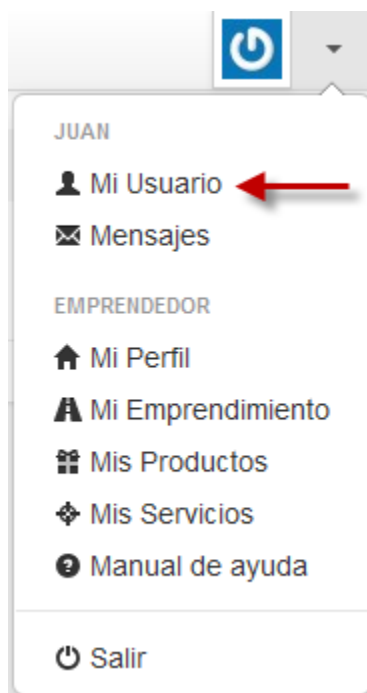 JUAN
Mi Usuario
Mensajes
EMPRENDEDOR
Mi Perfil
Mi Emprendimiento
Mis Productos
Mis Servicios
Manual de ayuda
Salir